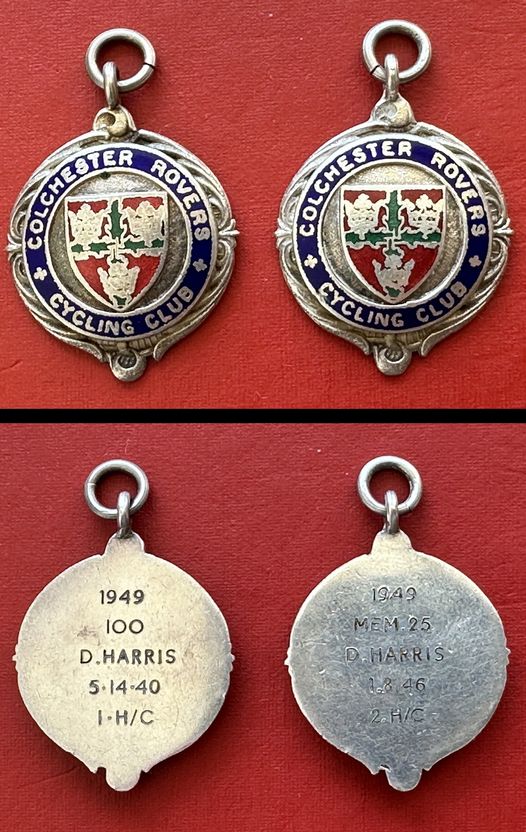 COLCHESTER ROVERS
CYCLING CLUB
COLCHESTER ROVERS
CYCLING CLUB
1949
100
D.HARRIS
5·14·40
1·H/C
1949
MEM.25
D.HARRIS
1.8.46
2.H/C